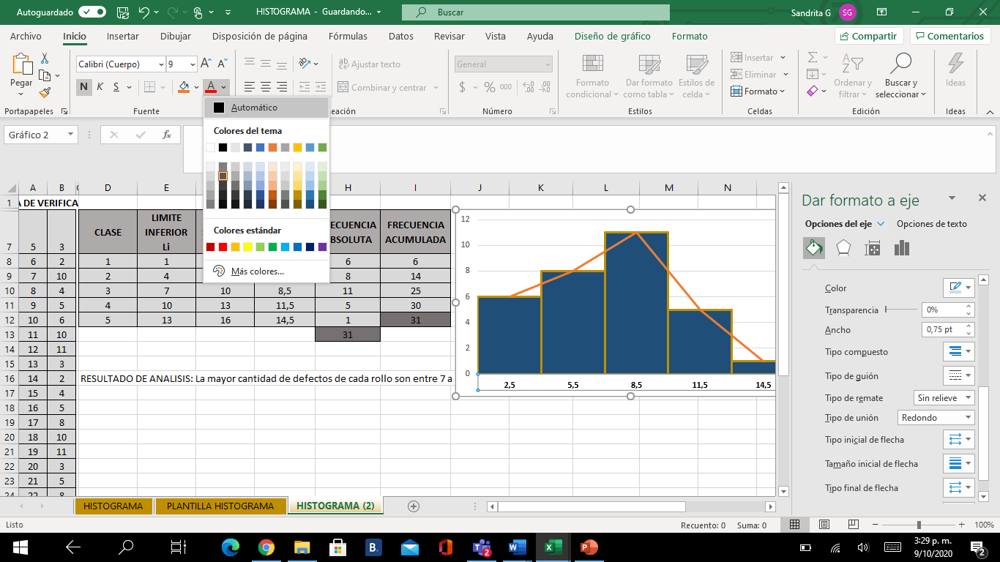 Autoguardado HISTOGRAMA - Guardando... Buscar Sandrita G SG
Archivo Inicio Insertar Dibujar Disposición de página Fórmulas Datos Revisar Vista Ayuda Diseño de gráfico Formato Compartir Comentarios
Pegar Calibri (Cuerpo) 9 A A ab Ajustar texto General Formato condicional Dar formato como tabla Estilos de celda Insertar Ordenar y filtrar Buscar y seleccionar Ideas
N K S A Combinar y centrar $ % 000 Eliminar
Formato
Portapapeles Fuente eación Número Estilos Celdas Edición Ideas
Automático
Gráfico 2 fx
Colores del tema
Colores estándar
Más colores...
A B D E H I J K L M N
1 A DE VERIFICA
7 5 3 CLASE LIMITE INFERIOR Li ECUENCIA BSOLUTA FRECUENCIA ACUMULADA
8 6 2 1 1 6 6
9 7 10 2 4 8 14
10 8 4 3 7 10 8,5 11 25
11 9 5 4 10 13 11,5 5 30
12 10 6 5 13 16 14,5 1 31
13 11 10 31
14 12 11
15 13 3
16 14 2 RESULTADO DE ANALISIS: La mayor cantidad de defectos de cada rollo son entre 7 a
17 15 4
18 16 5
19 17 8
20 18 10
21 19 11
22 20 3
23 21 5
24 22 8
12
10
8
6
4
2
0
2,5 5,5 8,5 11,5 14,5
Dar formato a eje
Opciones del eje Opciones de texto
Color
Transparencia 0%
Ancho 0,75 pt
Tipo compuesto
Tipo de guión
Tipo de remate Sin relieve
Tipo de unión Redondo
Tipo inicial de flecha
Tamaño inicial de flecha
Tipo final de flecha
HISTOGRAMA PLANTILLA HISTOGRAMA HISTOGRAMA (2)
Listo Recuento: 0 Suma: 0 100%
B. 2 3:29 p. m.
9/10/2020 2